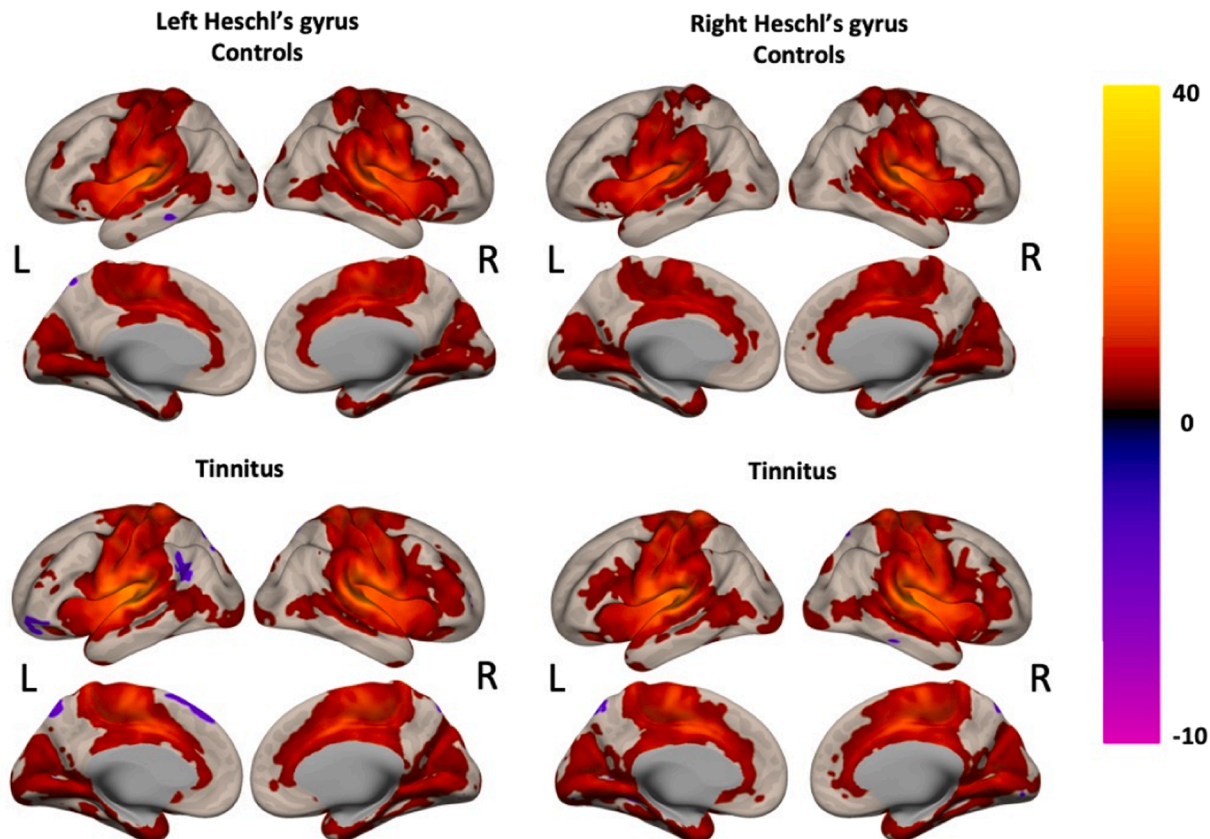 Left Heschl’s gyrus
Controls
Right Heschl’s gyrus
Controls
40
L
R
L
R
0
Tinnitus
Tinnitus
L
R
L
R
-10